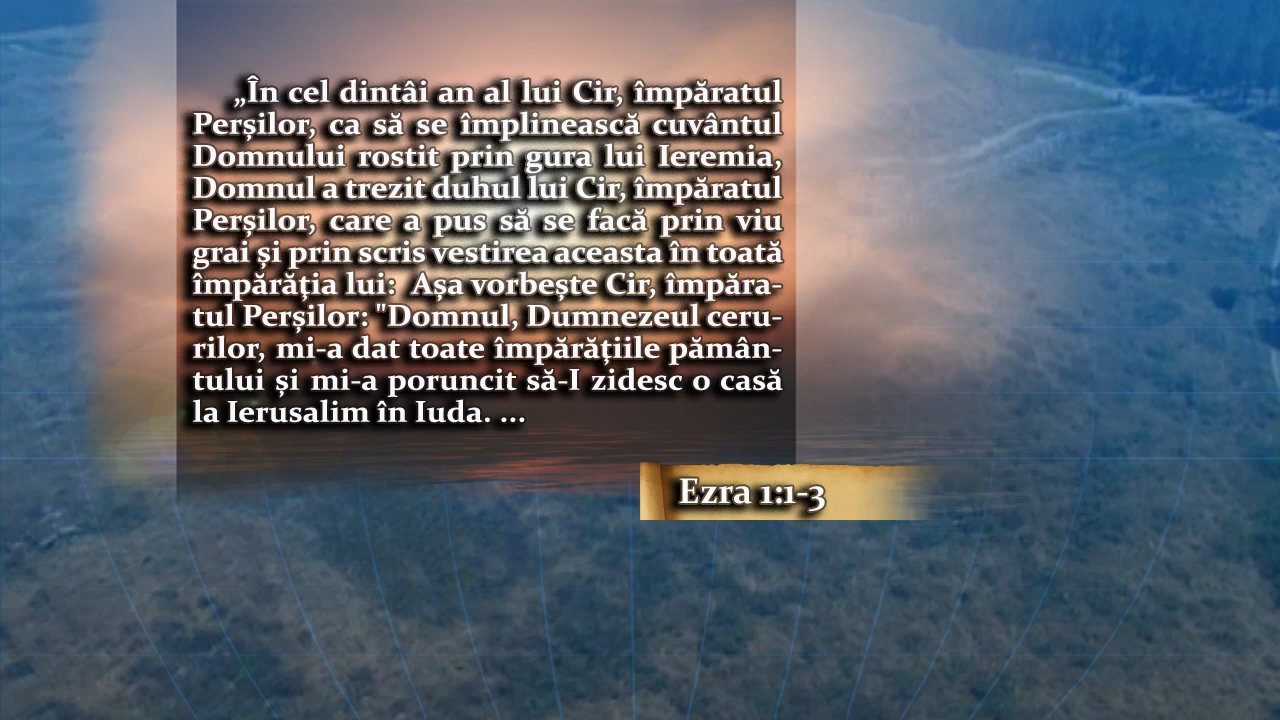 „În cel dintâi an al lui Cir, împăratul
Perșilor, ca să se împlinească cuvântul
Domnului rostit prin gura lui Ieremia,
Domnul a trezit duhul lui Cir, împăratul
Perșilor, care a pus să se facă prin viu
grai și prin scris vestirea aceasta în toată
împărăția lui:  Așa vorbește Cir, împăra-
tul Perșilor: "Domnul, Dumnezeul ceru-
rilor, mi-a dat toate împărățiile pămân-
tului și mi-a poruncit să-I zidesc o casă
la Ierusalim în Iuda. ...
Ezra 1:1-3